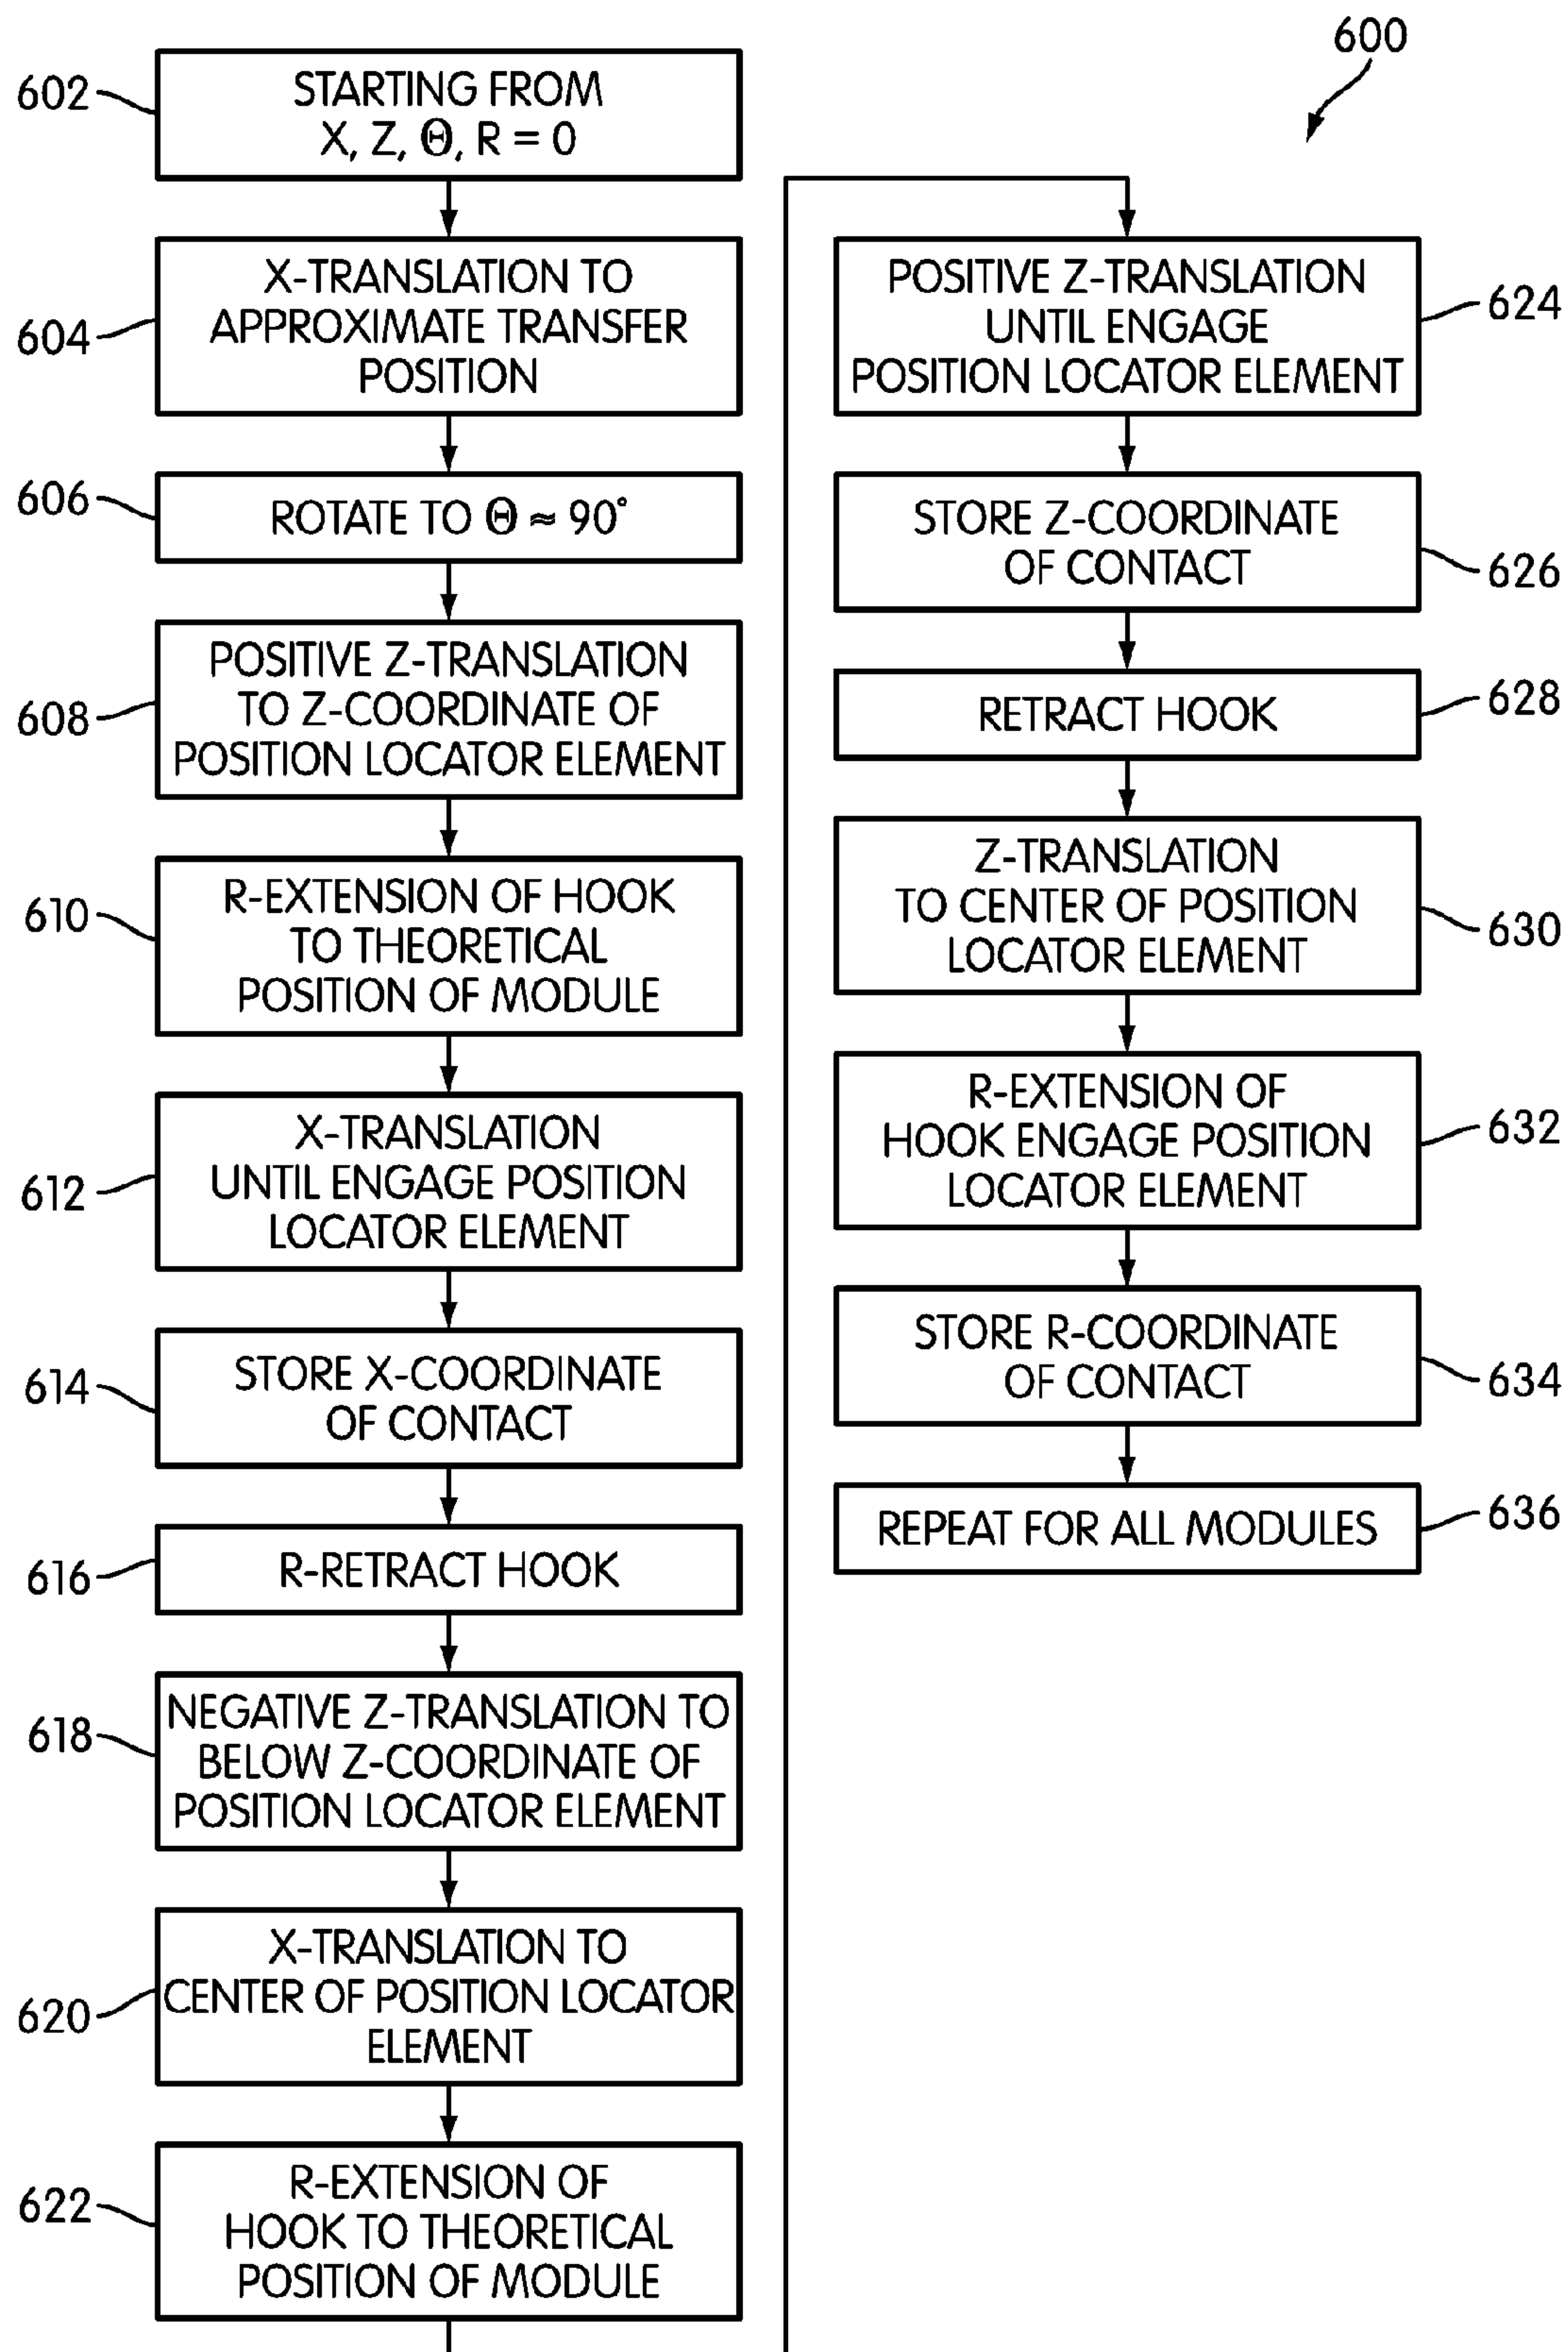 600
602
STARTING FROM
X, Z, Θ, R = 0
604
X-TRANSLATION TO
APPROXIMATE TRANSFER
POSITION
606
ROTATE TO Θ ≈ 90°
608
POSITIVE Z-TRANSLATION
TO Z-COORDINATE OF
POSITION LOCATOR ELEMENT
610
R-EXTENSION OF HOOK
TO THEORETICAL
POSITION OF MODULE
612
X-TRANSLATION
UNTIL ENGAGE POSITION
LOCATOR ELEMENT
614
STORE X-COORDINATE
OF CONTACT
616
R-RETRACT HOOK
618
NEGATIVE Z-TRANSLATION TO
BELOW Z-COORDINATE OF
POSITION LOCATOR ELEMENT
620
X-TRANSLATION TO
CENTER OF POSITION LOCATOR
ELEMENT
622
R-EXTENSION OF
HOOK TO THEORETICAL
POSITION OF MODULE
POSITIVE Z-TRANSLATION
UNTIL ENGAGE
POSITION LOCATOR ELEMENT
624
STORE Z-COORDINATE
OF CONTACT
626
RETRACT HOOK
628
Z-TRANSLATION
TO CENTER OF POSITION
LOCATOR ELEMENT
630
R-EXTENSION OF
HOOK ENGAGE POSITION
LOCATOR ELEMENT
632
STORE R-COORDINATE
OF CONTACT
634
REPEAT FOR ALL MODULES
636